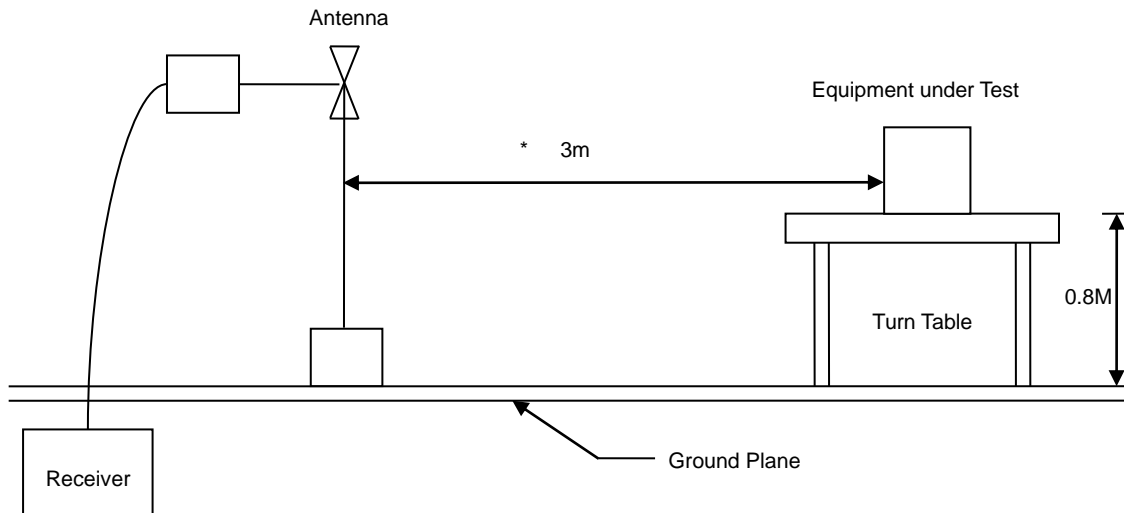 Antenna
Equipment under Test
* 3m
0.8M
Turn Table
Ground Plane
Receiver